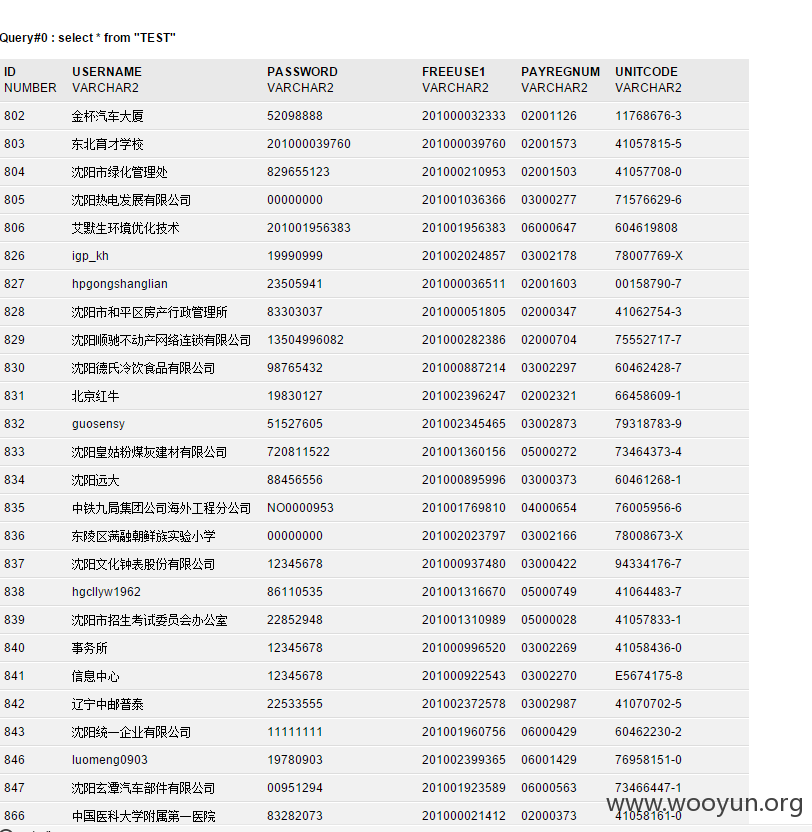 Query#0 : select * from "TEST"
ID USERNAME PASSWORD FREEUSE1 PAYREGNUM UNITCODE
NUMBER VARCHAR2 VARCHAR2 VARCHAR2 VARCHAR2 VARCHAR2
802 金杯汽车大厦 52098888 201000032333 02001126 11768676-3
803 东北育才学校 201000039760 201000039760 02001573 41057815-5
804 沈阳市绿化管理处 829655123 201000210953 02001503 41057708-0
805 沈阳热电发展有限公司 00000000 201001036366 03000277 71576629-6
806 艾默生环境优化技术 201001956383 201001956383 06000647 604619808
826 igp_kh 19990999 201002024857 03002178 78007769-X
827 hpgongshanglian 23505941 201000036511 02001603 00158790-7
828 沈阳市和平区房产行政管理所 83303037 201000051805 02000347 41062754-3
829 沈阳顺驰不动产网络连锁有限公司 13504996082 201000282386 02000704 75552717-7
830 沈阳德氏冷饮食品有限公司 98765432 201000887214 03002297 60462428-7
831 北京红牛 19830127 201002396247 02002321 66458609-1
832 guosensy 51527605 201002345465 03002873 79318783-9
833 沈阳皇姑粉煤灰建材有限公司 720811522 201001360156 05000272 73464373-4
834 沈阳远大 88456556 201000895996 03000373 60461268-1
835 中铁九局集团公司海外工程分公司 NO0000953 201001769810 04000654 76005956-6
836 东陵区满融朝鲜族实验小学 00000000 201002023797 03002166 78008673-X
837 沈阳文化钟表股份有限公司 12345678 201000937480 03000422 94334176-7
838 hgcllyw1962 86110535 201001316670 05000749 41064483-7
839 沈阳市招生考试委员会办公室 22852948 201001310989 05000028 41057833-1
840 事务所 12345678 201000996520 03002269 41058436-0
841 信息中心 12345678 201000922543 03002270 E5674175-8
842 辽宁中邮普泰 22533555 201002372578 03002987 41070702-5
843 沈阳统一企业有限公司 11111111 201001960756 06000429 60462230-2
846 luomeng0903 19780903 201002399365 06001429 76958151-0
847 沈阳玄潭汽车部件有限公司 00951294 201001923589 06000563 73466447-1
866 中国医科大学附属第一医院 83282073 201000021412 02000373 41058161-0
www.wooyun.org